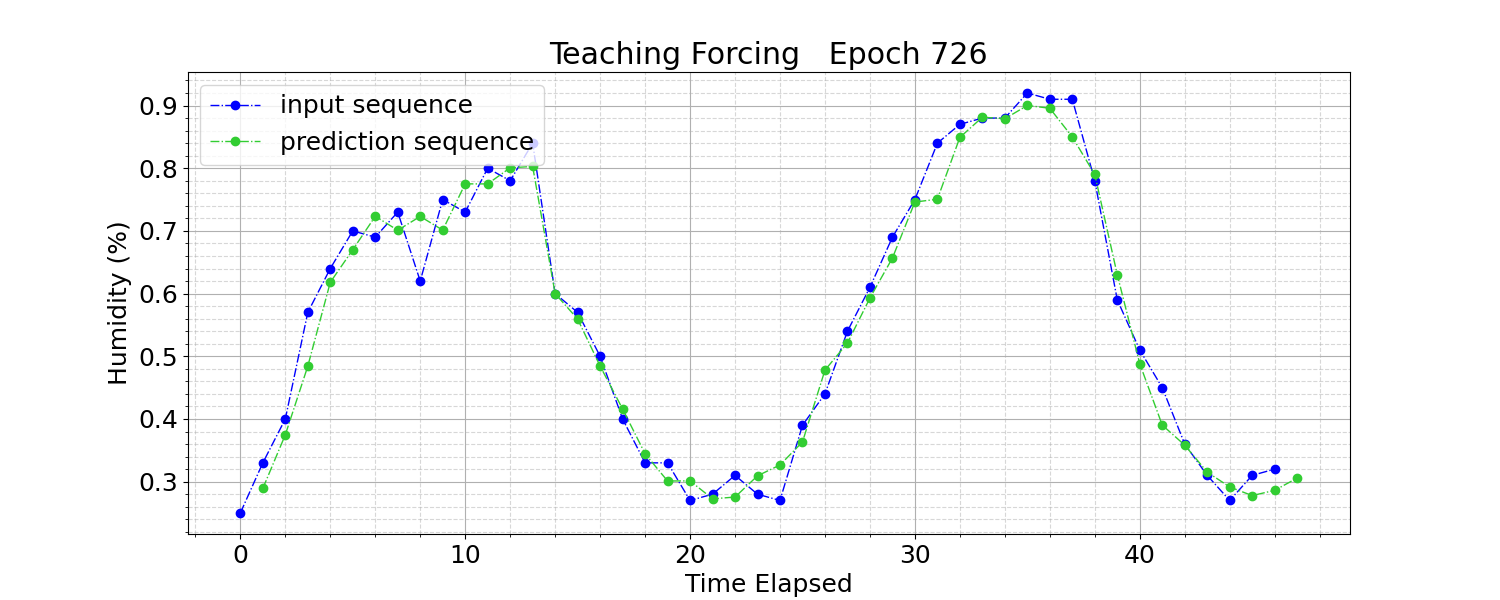 Teaching Forcing   Epoch 726
input sequence
prediction sequence
Humidity (%)
0.9
0.8
0.7
0.6
0.5
0.4
0.3
0 10 20 30 40
Time Elapsed